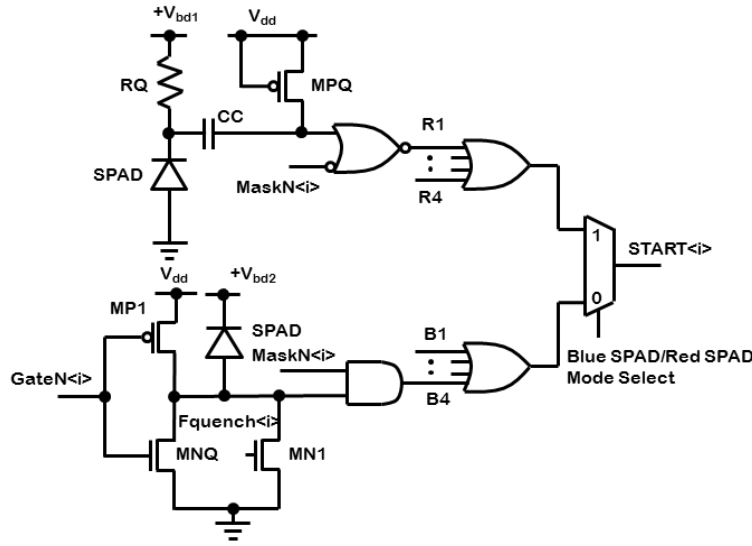 +Vbd1
Vdd
RQ
MPQ
CC
R1
SPAD
MaskN<i>
R4
1
START<i>
Vdd
+Vbd2
0
MP1
SPAD
B1
MaskN<i>
Blue SPAD/Red SPAD
Mode Select
GateN<i>
B4
Fquench<i>
MNQ
MN1